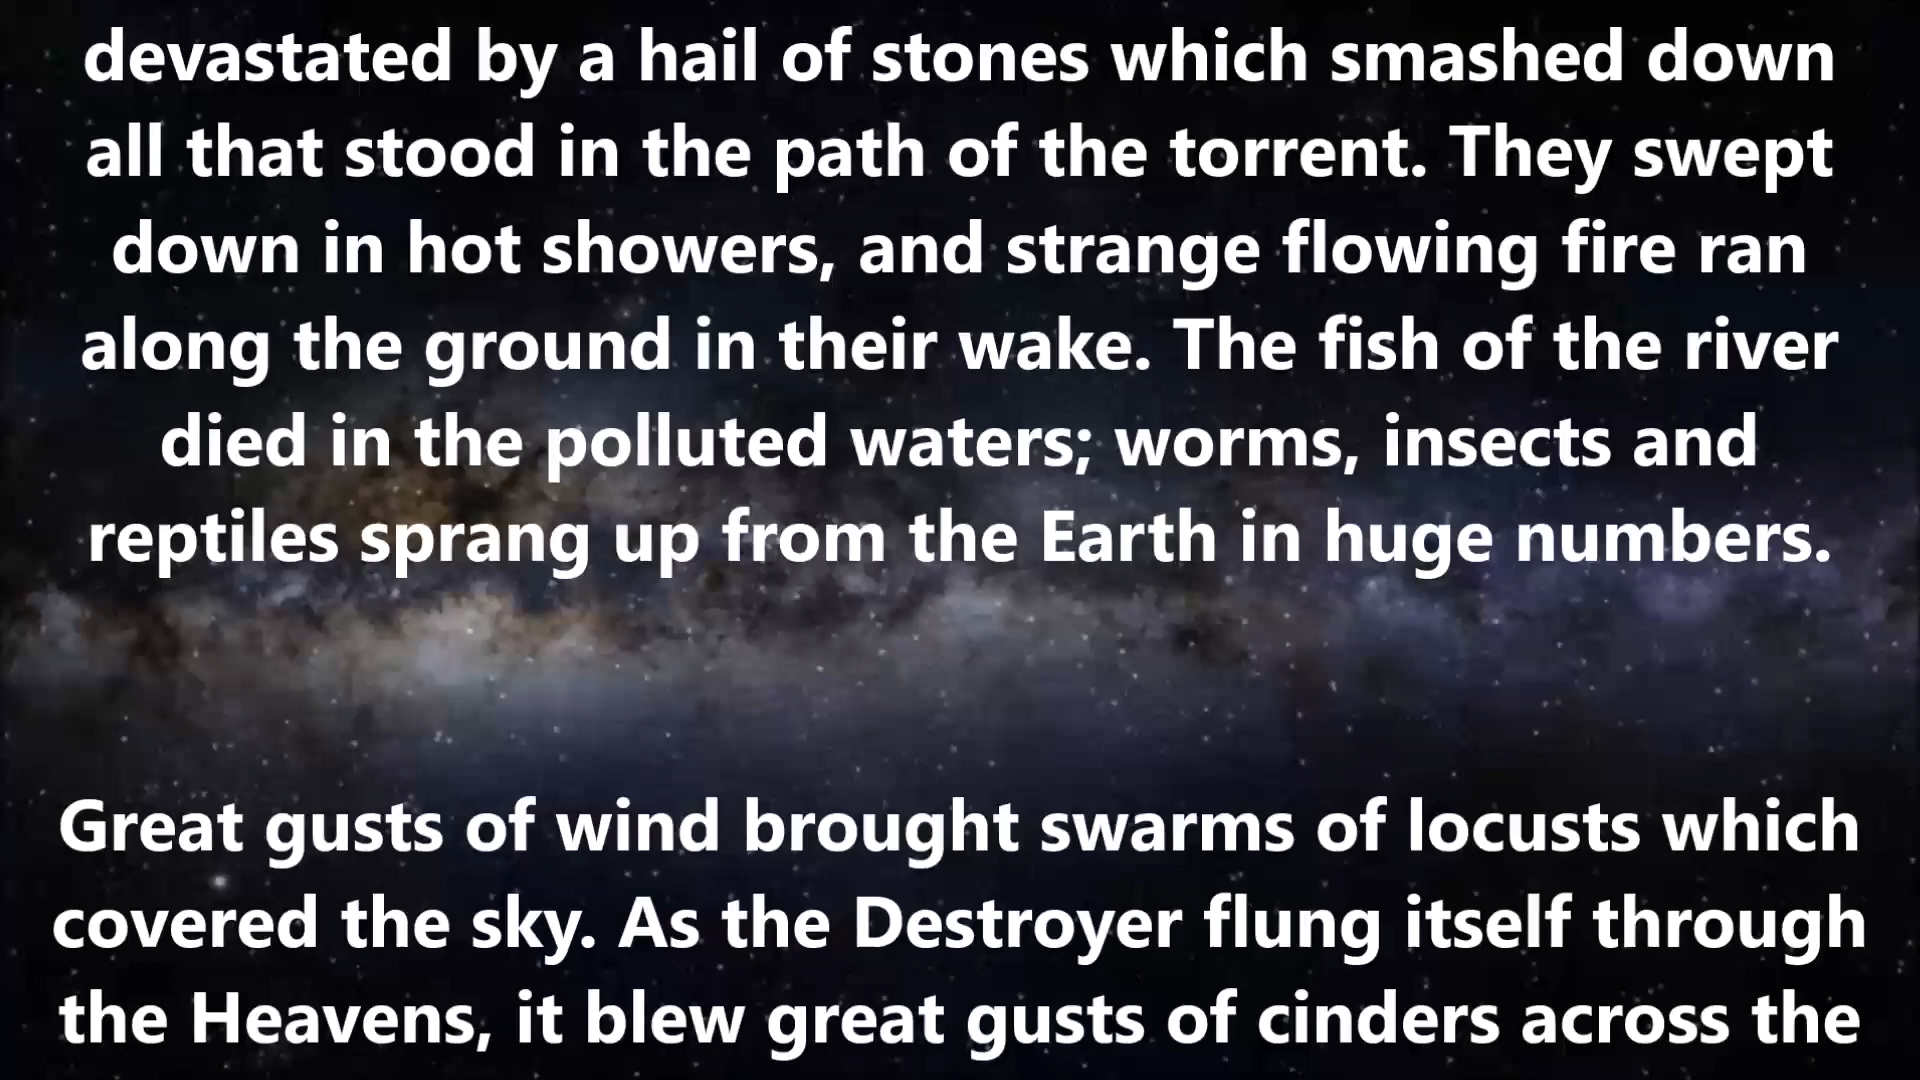 devastated by a hail of stones which smashed down
all that stood in the path of the torrent. They swept
down in hot showers, and strange flowing fire ran
along the ground in their wake. The fish of the river
died in the polluted waters; worms, insects and
reptiles sprang up from the Earth in huge numbers.
Great gusts of wind brought swarms of locusts which
covered the sky. As the Destroyer flung itself through
the Heavens, it blew great gusts of cinders across the